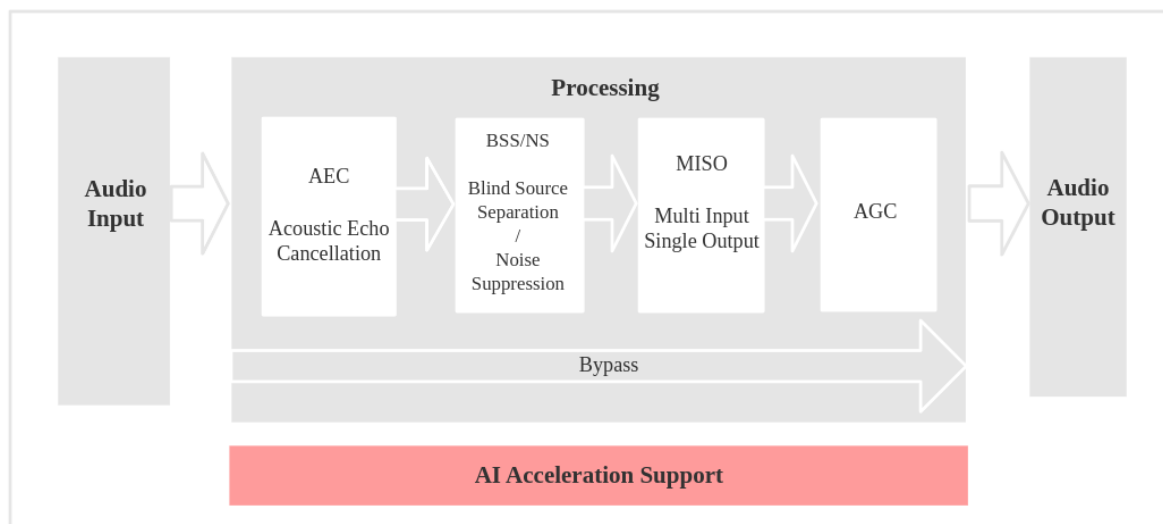 Audio
Input
Processing
AEC
Acoustic Echo
Cancellation
BSS/NS
Blind Source
Separation
/
Noise
Suppression
MISO
Multi Input
Single Output
AGC
Bypass
Audio
Output
AI Acceleration Support